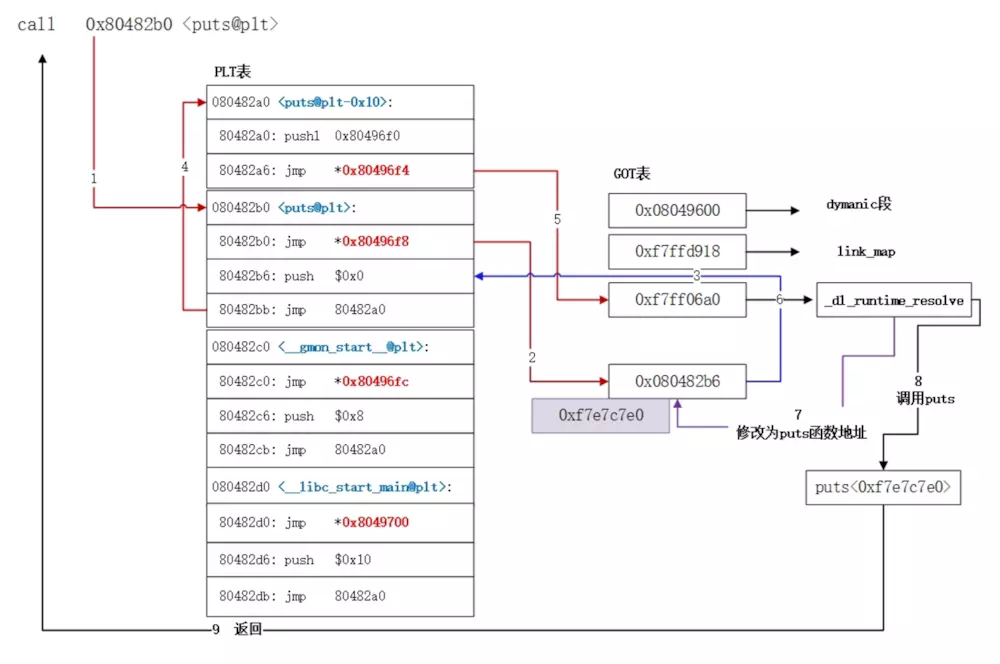 call 0x80482b0 <puts@plt>
PLT表
080482a0 <puts@plt-0x10>:
80482a0: pushl 0x80496f0
80482a6: jmp *0x80496f4
080482b0 <puts@plt>:
80482b0: jmp *0x80496f8
80482b6: push $0x0
80482bb: jmp 80482a0
080482c0 <__gmon_start__@plt>:
80482c0: jmp *0x80496fc
80482c6: push $0x8
80482cb: jmp 80482a0
080482d0 <__libc_start_main@plt>:
80482d0: jmp *0x8049700
80482d6: push $0x10
80482db: jmp 80482a0
1
4
5
2
3
6
GOT表
0x08049600
dymanic段
0xf7ffd918
link_map
0xf7ff06a0
_dl_runtime_resolve
0x080482b6
0xf7e7c7e0
7
修改为puts函数地址
8
调用puts
puts<0xf7e7c7e0>
9 返回